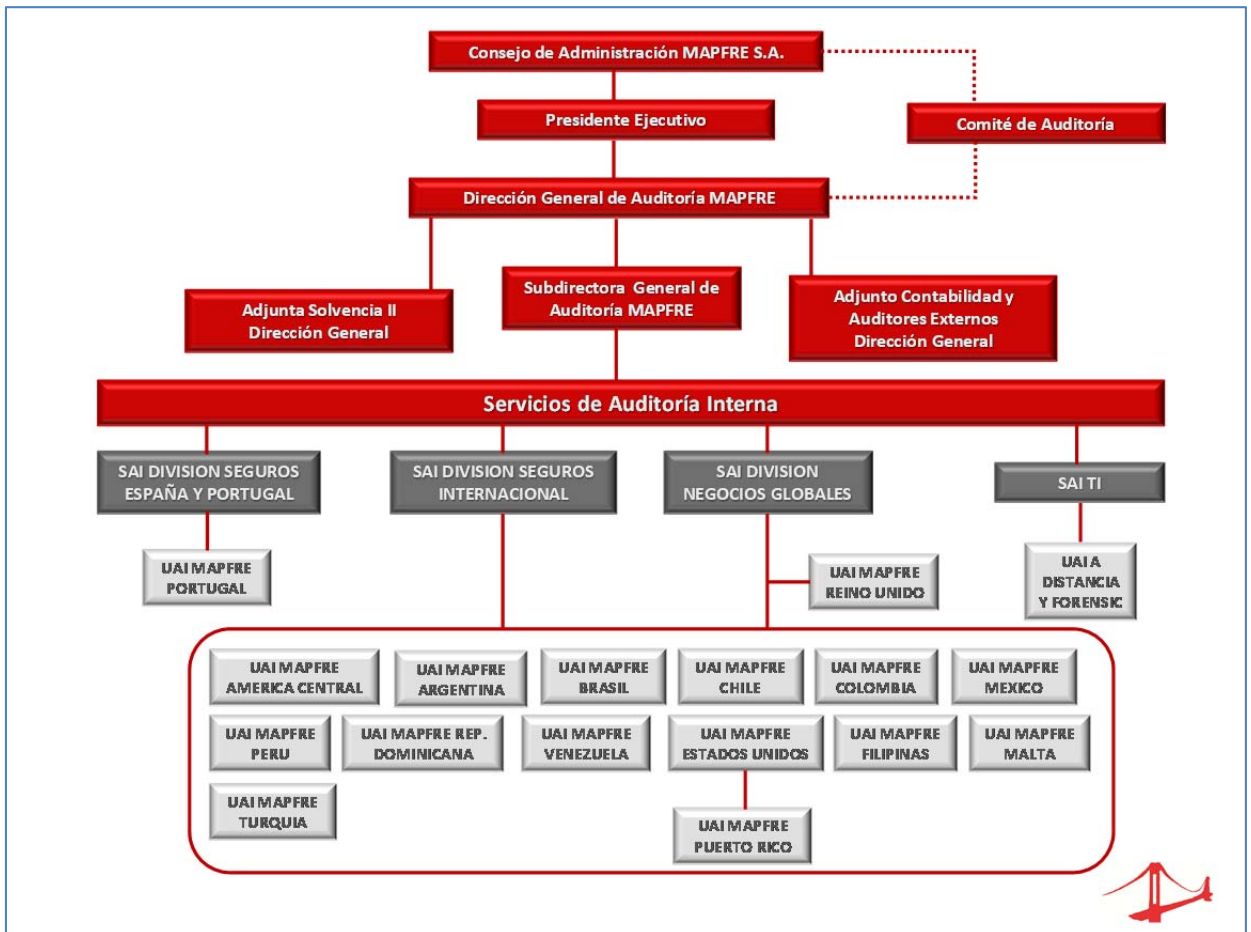 Consejo de Administración MAPFRE S.A.
Presidente Ejecutivo
Comité de Auditoría
Dirección General de Auditoría MAPFRE
Adjunta Solvencia II
Dirección General
Subdirectora General de
Auditoría MAPFRE
Adjunto Contabilidad y
Auditores Externos
Dirección General
Servicios de Auditoría Interna
SAI DIVISION SEGUROS
ESPAÑA Y PORTUGAL
SAI DIVISION SEGUROS
INTERNACIONAL
SAI DIVISION
NEGOCIOS GLOBALES
SAI TI
UAI MAPFRE
PORTUGAL
UAI MAPFRE
REINO UNIDO
UAI A
DISTANCIA
Y FORENSIC
UAI MAPFRE
AMERICA CENTRAL
UAI MAPFRE
ARGENTINA
UAI MAPFRE
BRASIL
UAI MAPFRE
CHILE
UAI MAPFRE
COLOMBIA
UAI MAPFRE
MEXICO
UAI MAPFRE
PERU
UAI MAPFRE REP.
DOMINICANA
UAI MAPFRE
VENEZUELA
UAI MAPFRE
ESTADOS UNIDOS
UAI MAPFRE
FILIPINAS
UAI MAPFRE
MALTA
UAI MAPFRE
TURQUIA
UAI MAPFRE
PUERTO RICO